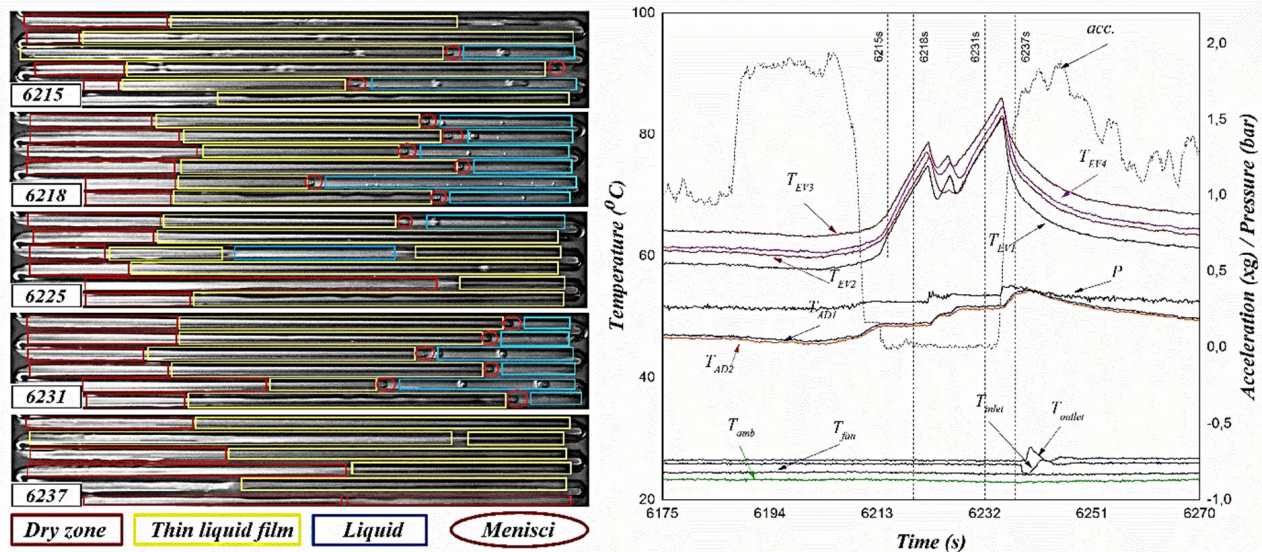 6215
6218
6225
6231
6237
Dry zone
Thin liquid film
Liquid
Menisci
100
80
60
40
20
Temperature (°C)
6175
6194
6213
6232
6251
6270
Time (s)
2,0
1,5
1,0
0,5
0,0
-0,5
-1,0
Acceleration (xg) / Pressure (bar)
6215s
6218s
6231s
6237s
acc.
T_EV3
T_EV4
T_EV2
T_EV1
P
T_AD1
T_AD2
T_amb
T_fan
T_inlet
T_outlet